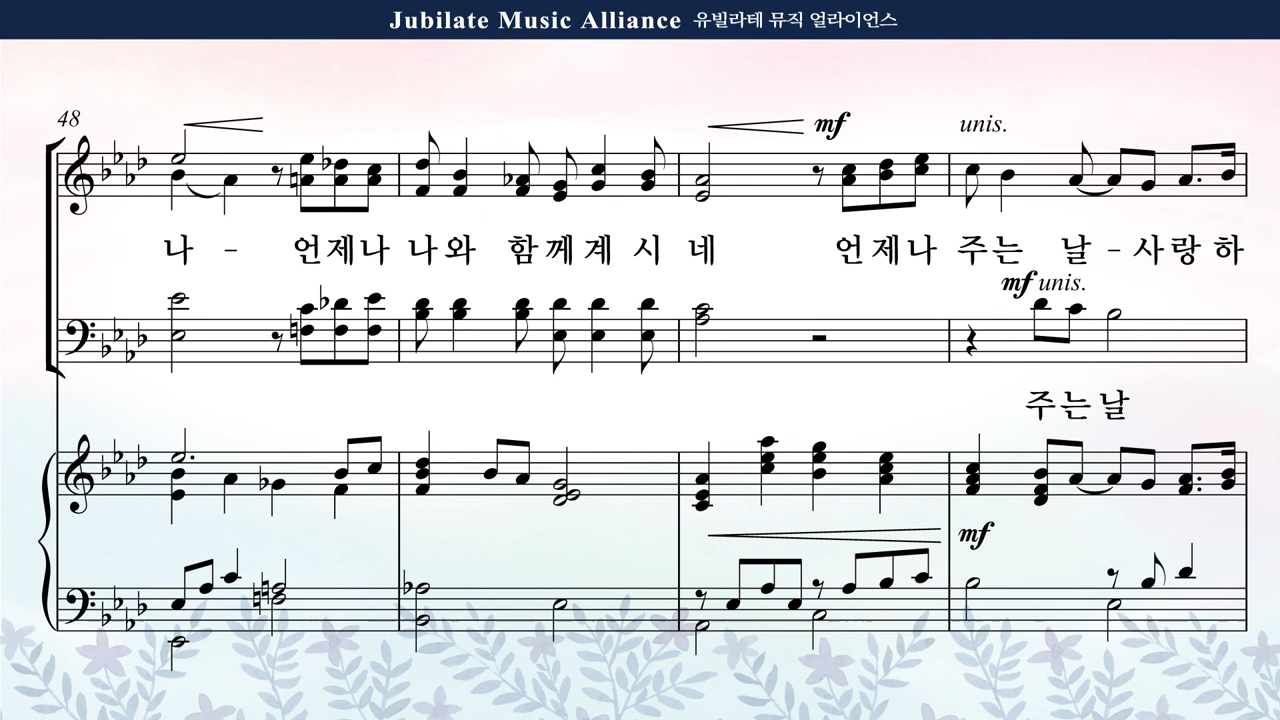 Jubilate Music Alliance 유빌라테 뮤직 얼라이언스
48
mf unis.
나 - 언제나 나와 함께 계 시 네 언제나 주는 날 - 사랑 하
mf unis.
주는날
mf